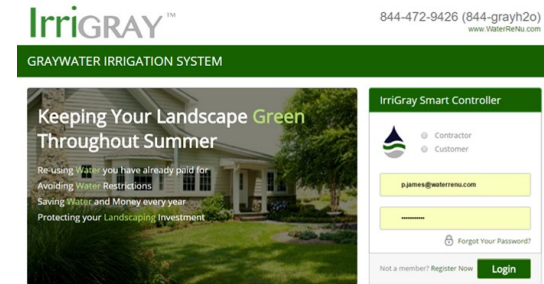 IrriGRAY™
844-472-9426 (844-grayh2o)
www.WaterReNu.com
GRAYWATER IRRIGATION SYSTEM
Keeping Your Landscape Green
Throughout Summer
Re-using Water you have already paid for
Avoiding Water Restrictions
Saving Water and Money every year
Protecting your Landscaping Investment
IrriGray Smart Controller
Contractor
Customer
p.james@waterrenu.com
Forgot Your Password?
Not a member? Register Now
Login